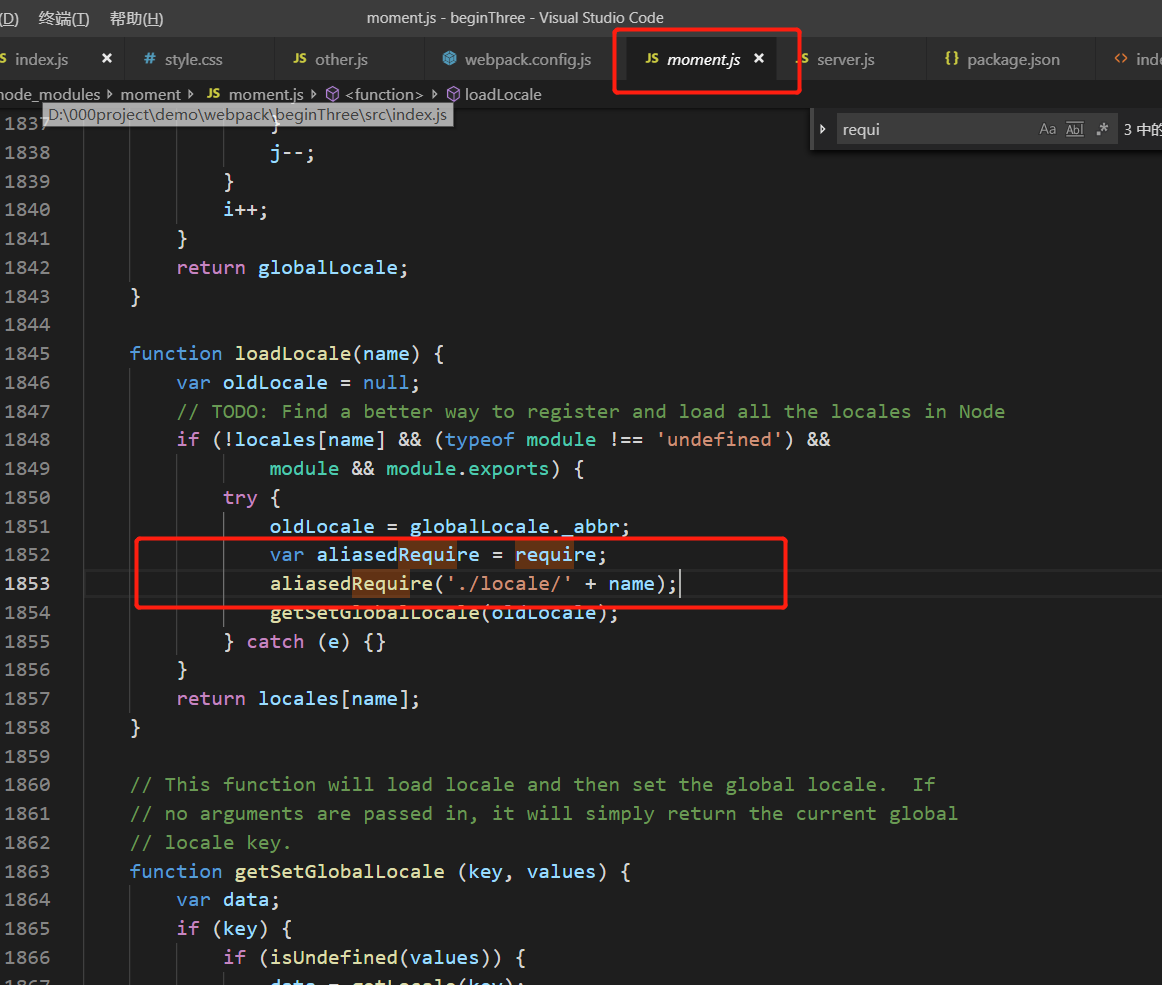 (D) 终端(T) 帮助(H) moment.js - beginThree - Visual Studio Code
index.js × # style.css JS other.js webpack.config.js JS moment.js × JS server.js {} package.json <> inde
node_modules › moment › JS moment.js › <function> › loadLocale
D:\000project\demo\webpack\beginThree\src\index.js
requi Aa Abl .* 3 中的
1837 }
1838 j--;
1839 }
1840 i++;
1841 }
1842 return globalLocale;
1843 }
1844
1845 function loadLocale(name) {
1846 var oldLocale = null;
1847 // TODO: Find a better way to register and load all the locales in Node
1848 if (!locales[name] && (typeof module !== 'undefined') &&
1849 module && module.exports) {
1850 try {
1851 oldLocale = globalLocale._abbr;
1852 var aliasedRequire = require;
1853 aliasedRequire('./locale/' + name);
1854 getSetGlobalLocale(oldLocale);
1855 } catch (e) {}
1856 }
1857 return locales[name];
1858 }
1859
1860 // This function will load locale and then set the global locale.  If
1861 // no arguments are passed in, it will simply return the current global
1862 // locale key.
1863 function getSetGlobalLocale (key, values) {
1864 var data;
1865 if (key) {
1866 if (isUndefined(values)) {
1867 data = getLocale(key);